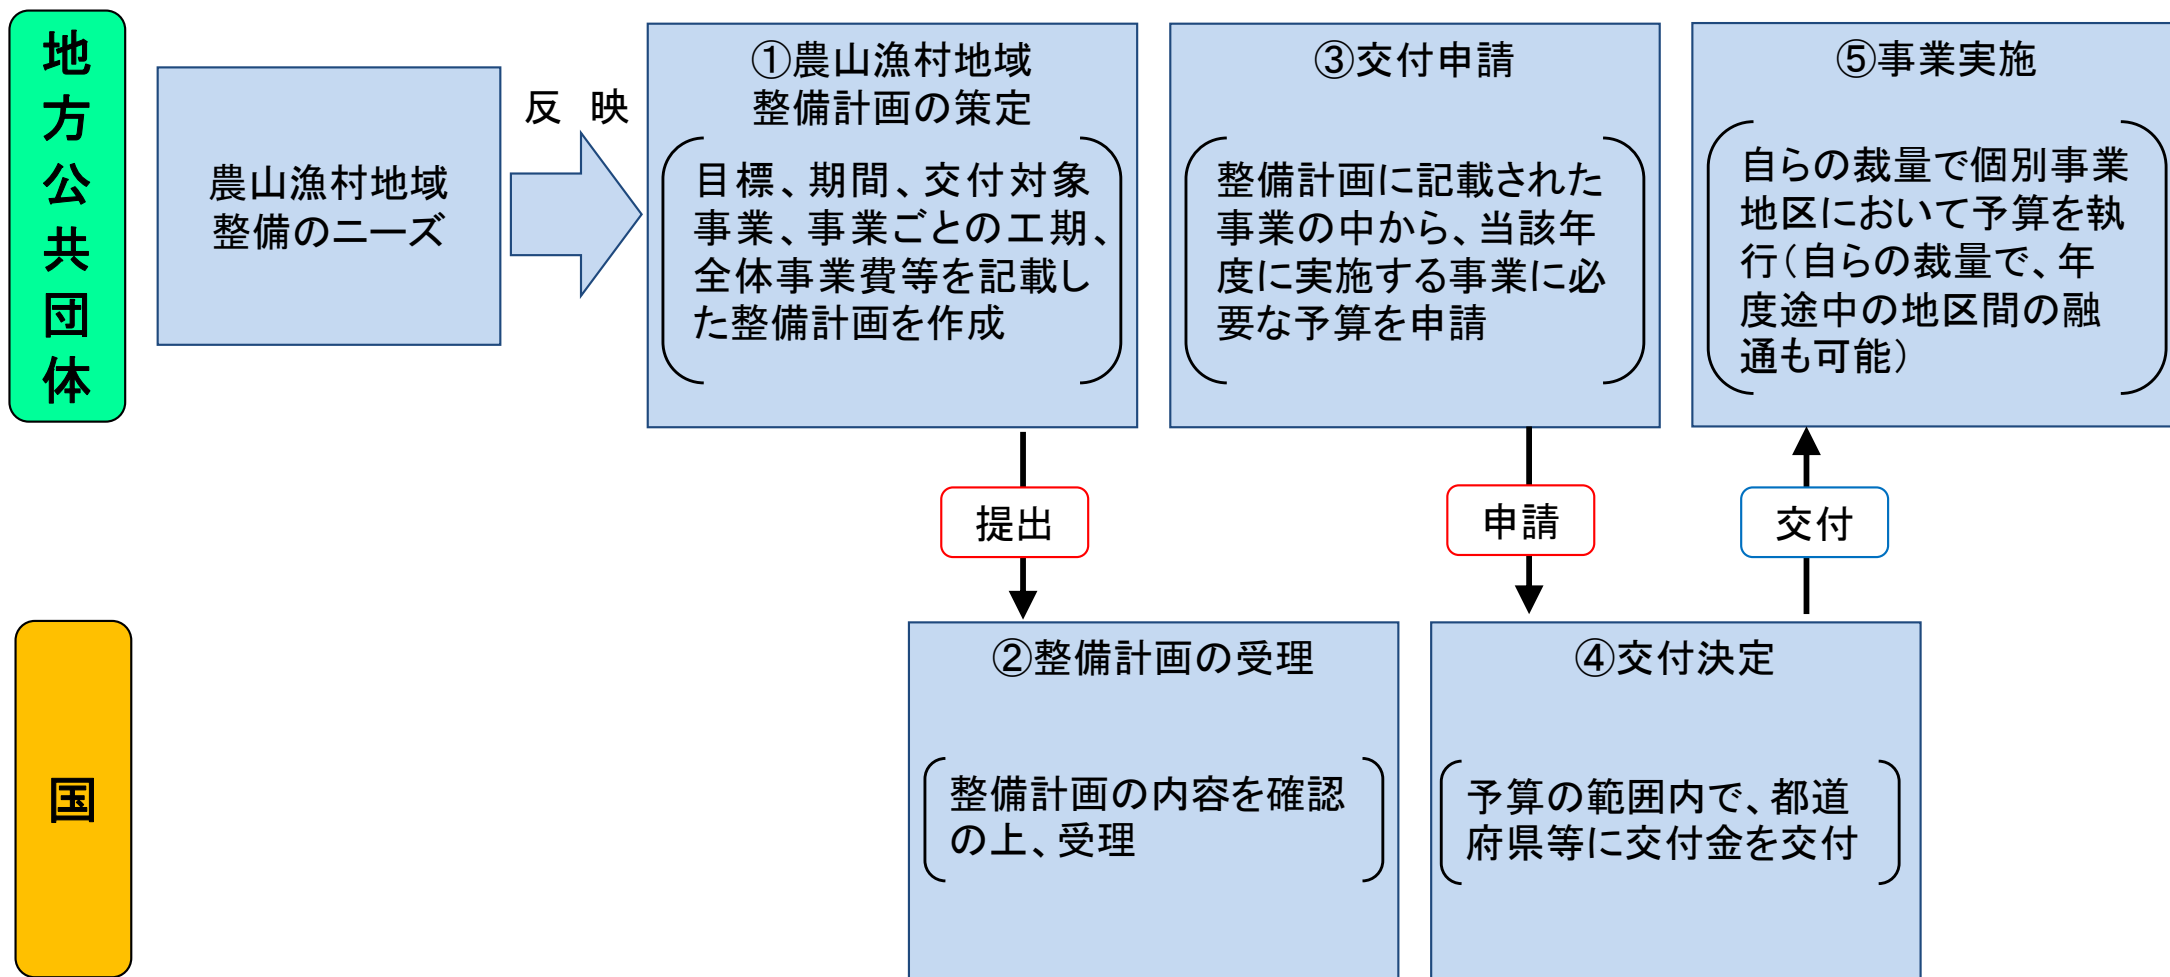 地方公共団体
農山漁村地域
整備のニーズ
反　映
①農山漁村地域
整備計画の策定
目標、期間、交付対象
事業、事業ごとの工期、
全体事業費等を記載し
た整備計画を作成
③交付申請
整備計画に記載された
事業の中から、当該年
度に実施する事業に必
要な予算を申請
⑤事業実施
自らの裁量で個別事業
地区において予算を執
行(自らの裁量で、年
度途中の地区間の融
通も可能)
提出
申請
交付
国
②整備計画の受理
整備計画の内容を確認
の上、受理
④交付決定
予算の範囲内で、都道
府県等に交付金を交付